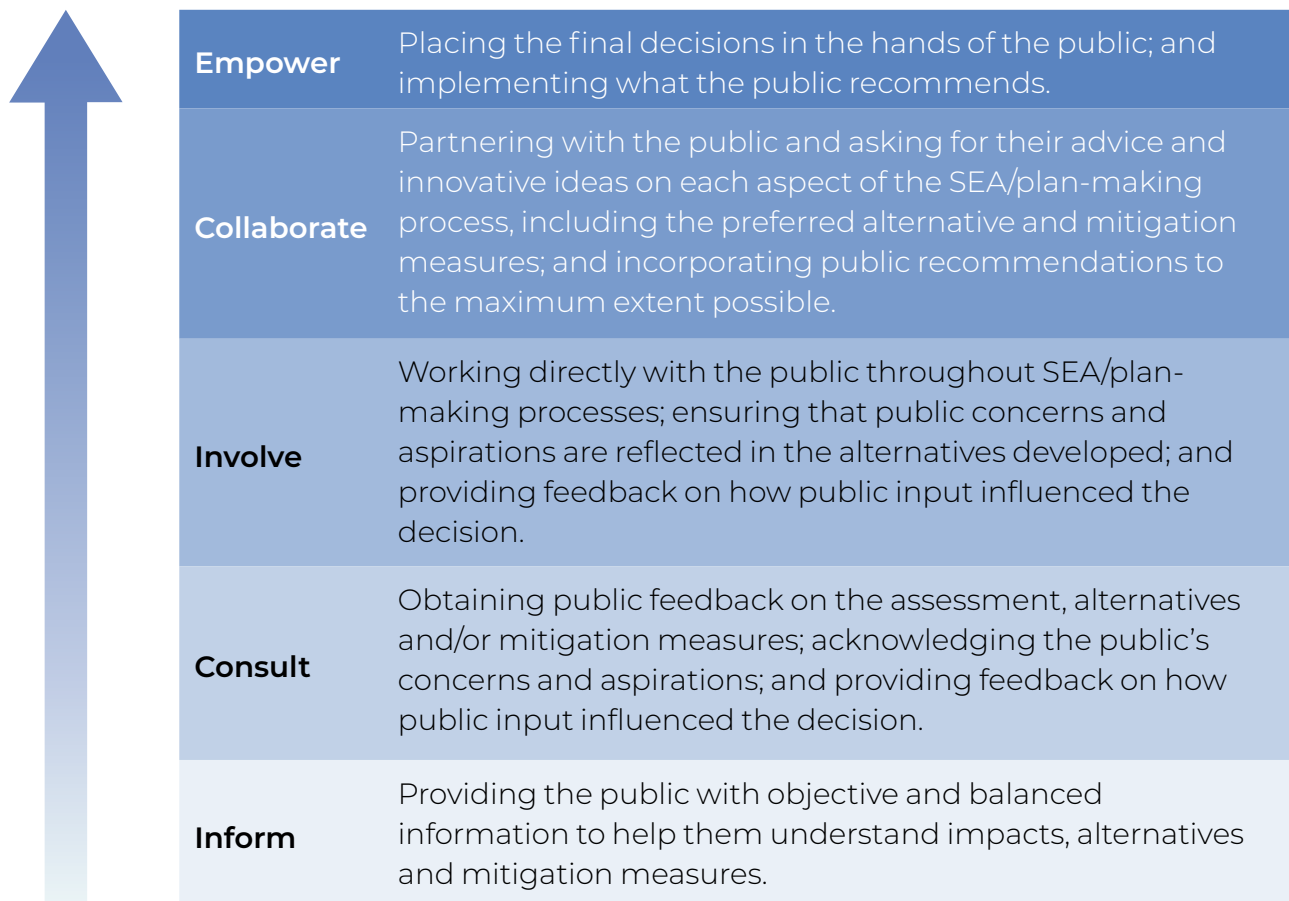 Empower
Placing the final decisions in the hands of the public; and
implementing what the public recommends.
Collaborate
Partnering with the public and asking for their advice and
innovative ideas on each aspect of the SEA/plan-making
process, including the preferred alternative and mitigation
measures; and incorporating public recommendations to
the maximum extent possible.
Involve
Working directly with the public throughout SEA/plan-
making processes; ensuring that public concerns and
aspirations are reflected in the alternatives developed; and
providing feedback on how public input influenced the
decision.
Consult
Obtaining public feedback on the assessment, alternatives
and/or mitigation measures; acknowledging the public’s
concerns and aspirations; and providing feedback on how
public input influenced the decision.
Inform
Providing the public with objective and balanced
information to help them understand impacts, alternatives
and mitigation measures.